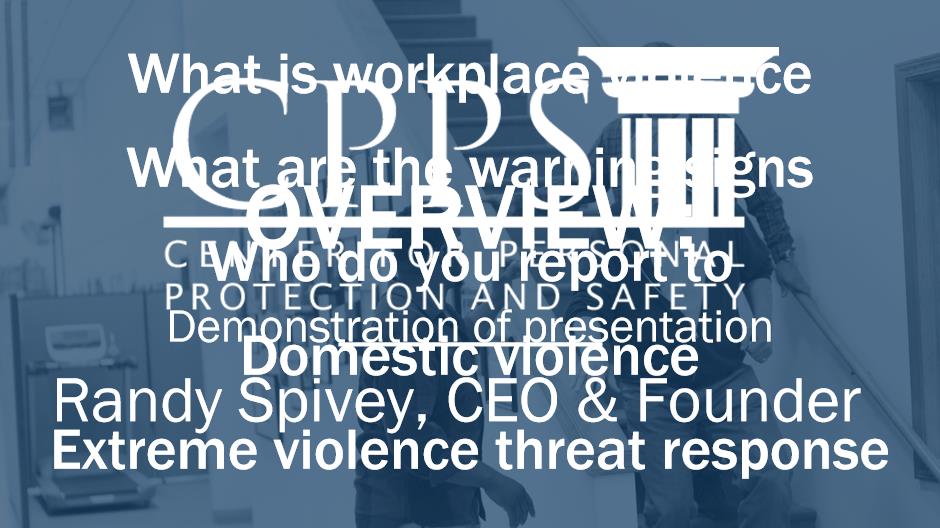 What is workplace violence
CPPS
What are the warning signs
OVERVIEW:
CENTER FOR PERSONAL
Who do you report to
PROTECTION AND SAFETY
Demonstration of presentation
Domestic violence
Randy Spivey, CEO & Founder
Extreme violence threat response